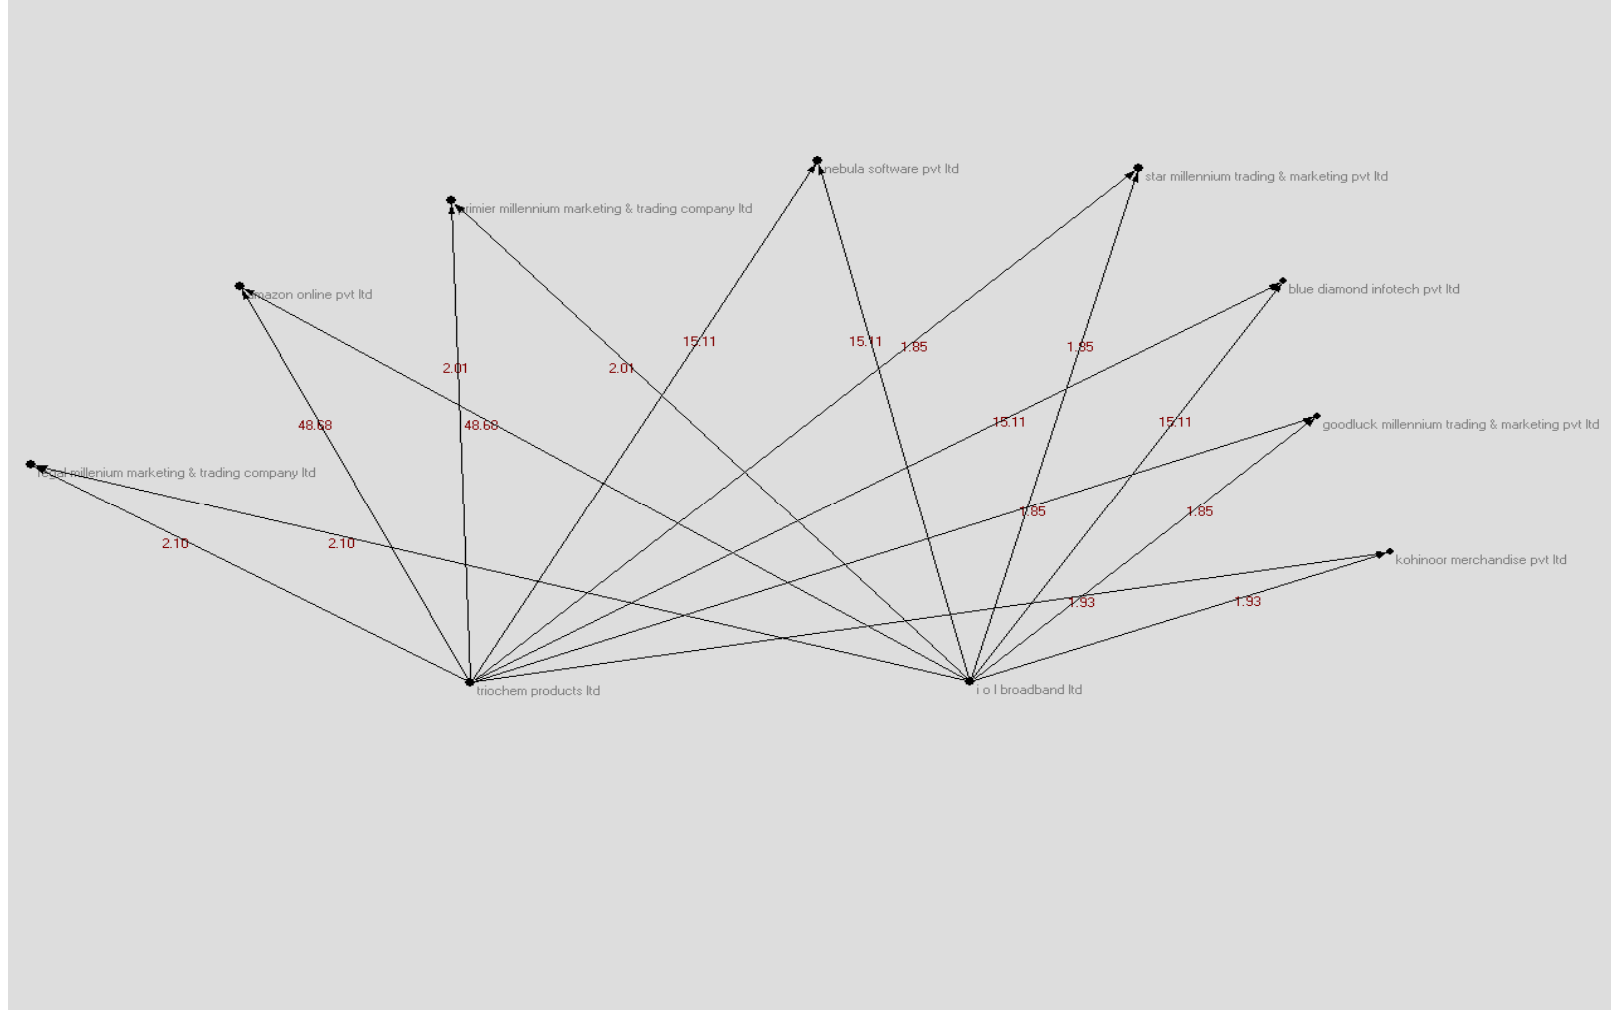 nebula software pvt ltd
star millennium trading & marketing pvt ltd
primier millennium marketing & trading company ltd
amazon online pvt ltd
blue diamond infotech pvt ltd
15.11
15.11
1.85
1.85
2.01
2.01
48.68
48.68
15.11
15.11
goodluck millennium trading & marketing pvt ltd
regal millenium marketing & trading company ltd
1.85
1.85
2.10
2.10
kohinoor merchandise pvt ltd
1.93
1.93
triochem products ltd
i o l broadband ltd